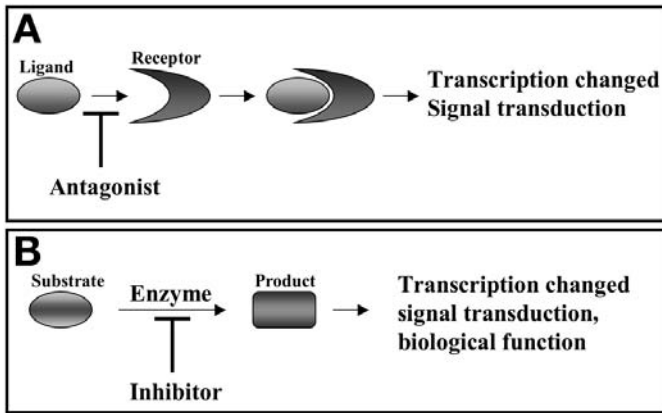 A
Ligand
Receptor
Transcription changed
Signal transduction
Antagonist
B
Substrate
Enzyme
Product
Transcription changed
signal transduction,
biological function
Inhibitor